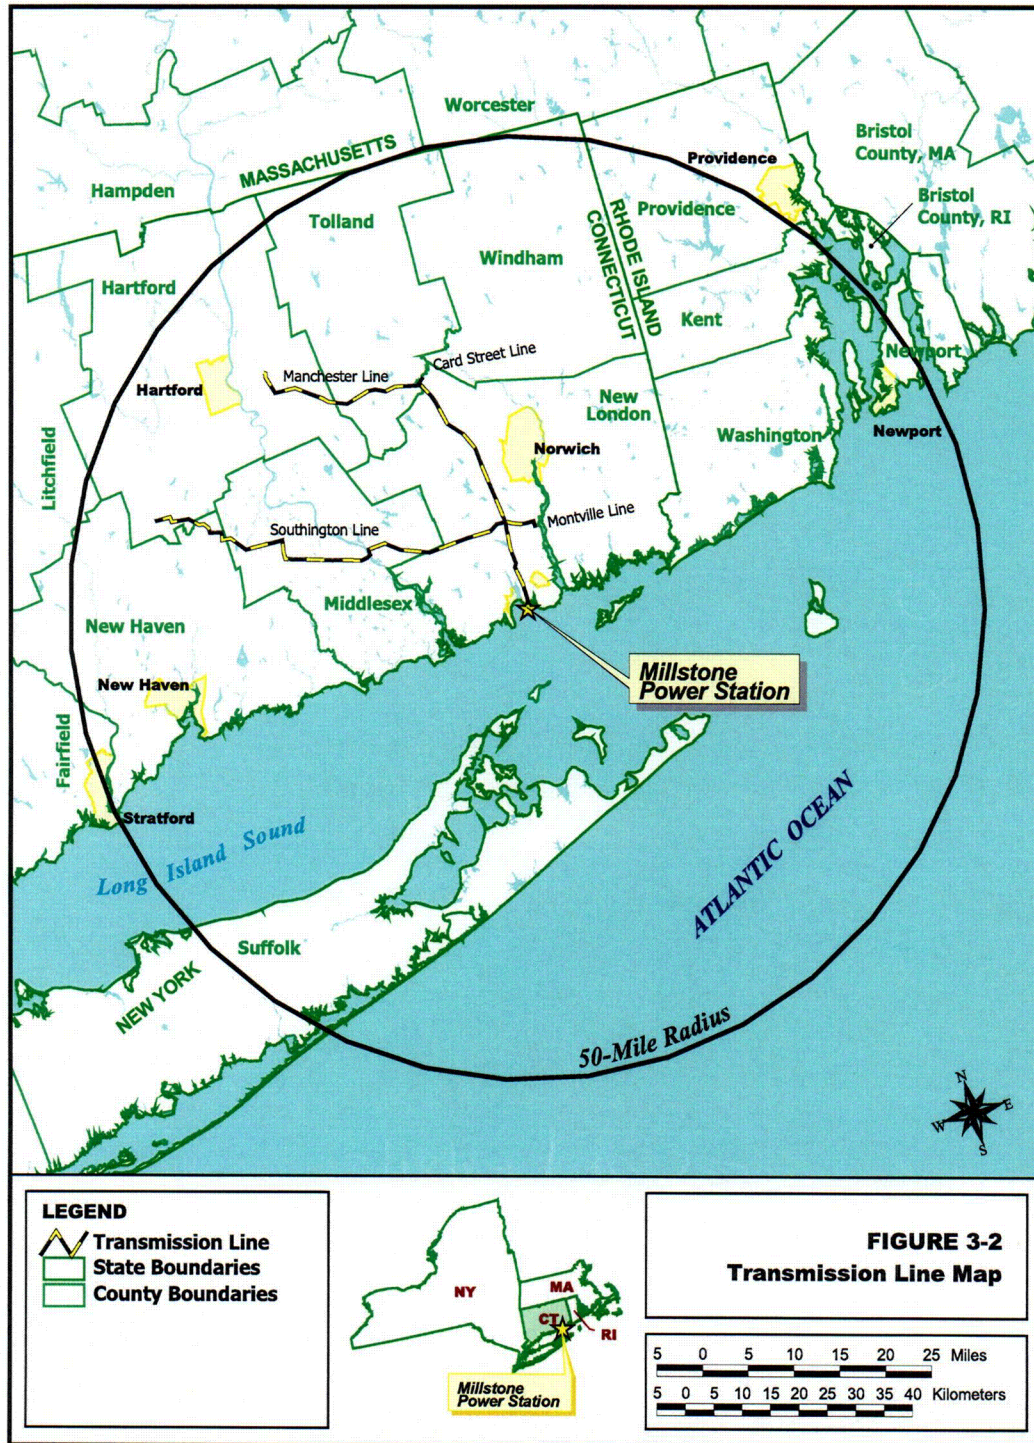 Worcester
MASSACHUSETTS
Hampden
Tolland
Providence
Bristol
County, MA
Bristol
County, RI
Providence
RHODE ISLAND
CONNECTICUT
Windham
Hartford
Kent
Newport
Card Street Line
Manchester Line
Hartford
New
London
Norwich
Washington
Newport
Litchfield
Montville Line
Southington Line
Middlesex
New Haven
New Haven
Millstone
Power Station
Fairfield
Stratford
Long Island Sound
ATLANTIC OCEAN
Suffolk
NEW YORK
50-Mile Radius
N
E
W
S
LEGEND
Transmission Line
State Boundaries
County Boundaries
NY
MA
CT
RI
Millstone
Power Station
FIGURE 3-2
Transmission Line Map
5 0 5 10 15 20 25 Miles
5 0 5 10 15 20 25 30 35 40 Kilometers